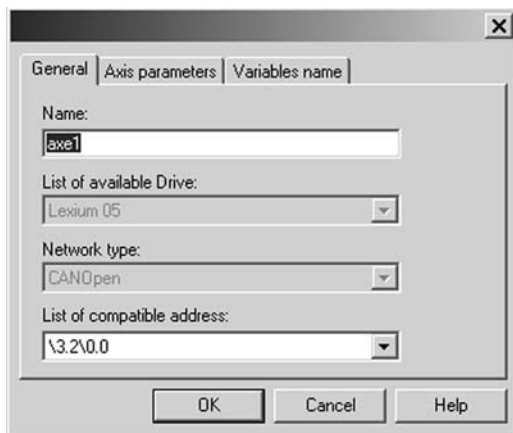 General Axis parameters Variables name
Name:
axe1
List of available Drive:
Lexium 05
Network type:
CANOpen
List of compatible address:
\3.2\0.0
OK Cancel Help